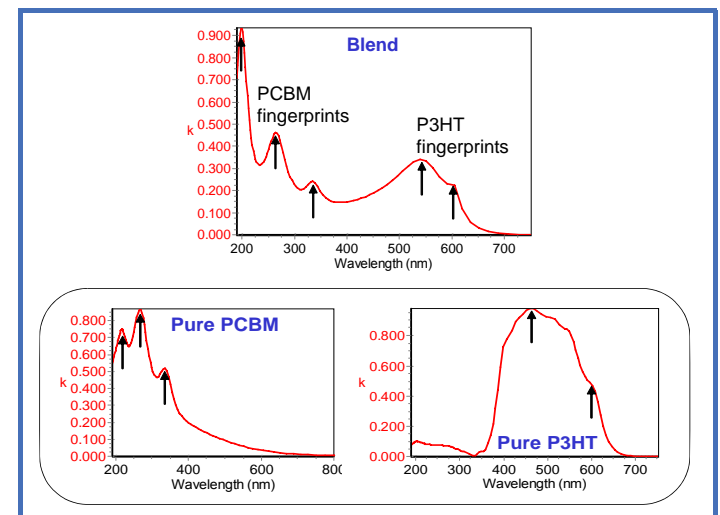 Blend
0.900
0.800
0.700
0.600
0.500
0.400
0.300
0.200
0.100
0.000
k
PCBM
fingerprints
P3HT
fingerprints
200 300 400 500 600 700
Wavelength (nm)
Pure PCBM
0.800
0.700
0.600
0.500
0.400
0.300
0.200
0.100
0.000
k
200 400 600 800
Wavelength (nm)
0.800
0.600
0.400
0.200
0.000
k
Pure P3HT
200 300 400 500 600 700
Wavelength (nm)